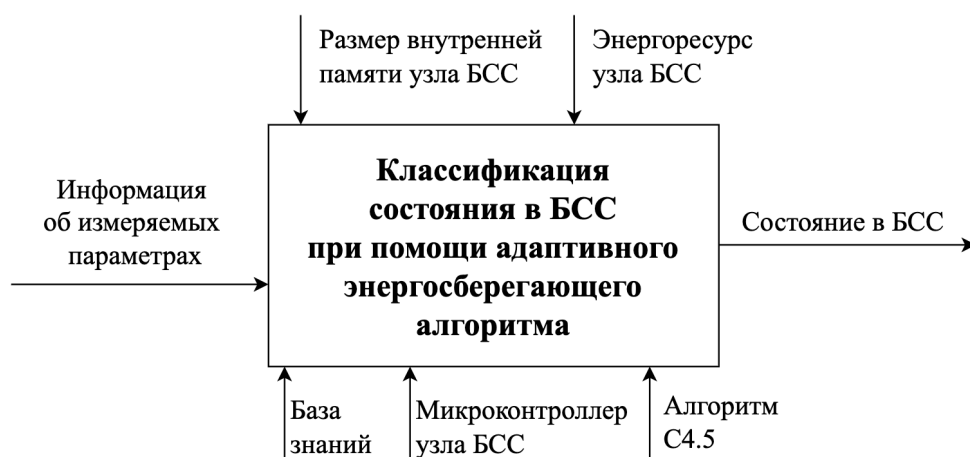 Размер внутренней
памяти узла БСС
Энергоресурс
узла БСС
Информация
об измеряемых
параметрах
Классификация
состояния в БСС
при помощи адаптивного
энергосберегающего
алгоритма
Состояние в БСС
База
знаний
Микроконтроллер
узла БСС
Алгоритм
C4.5